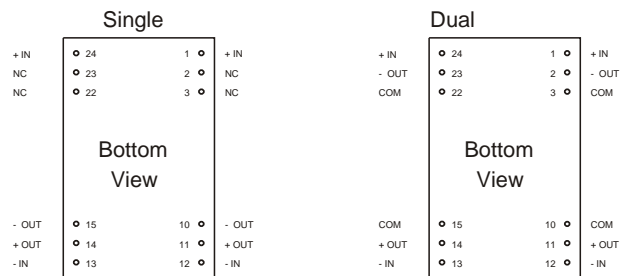 Single Dual
+ IN 24 1 + IN + IN 24 1 + IN
NC 23 2 NC - OUT 23 2 - OUT
NC 22 3 NC COM 22 3 COM
Bottom Bottom
View View
- OUT 15 10 - OUT COM 15 10 COM
+ OUT 14 11 + OUT + OUT 14 11 + OUT
- IN 13 12 - IN - IN 13 12 - IN